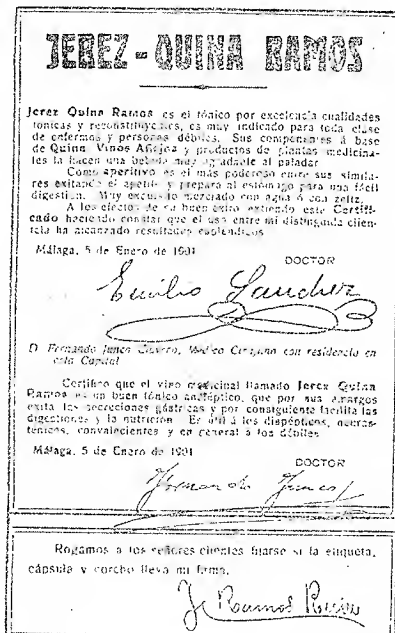 JEREZ-QUINA RAMOS
Jerez Quina Ramos es el tónico por excelencia cualidades
tónicas y reconstituyentes, es muy indicado para toda clase
de enfermos y personas débiles. Sus componentes á base
de Quina Vinos Añejos y productos de plantas medicina-
les la hacen una bebida muy agradable al paladar
Como aperitivo es el más poderoso entre sus simila-
res exitando el apetito y prepara al estómago para una fácil
digestión. Muy mezclado con agua ó con zeltz.
A los efectos de su buen éxito extiendo este Certifi-
cado haciendo constar que el uso entre mi distinguida clien-
tela ha alcanzado resultados espléndidos
Málaga, 5 de Enero de 1901
DOCTOR
Emilio Sanchez
D. Fernando Médico Cirujano con residencia en
esta Capital
Certifico que el vino medicinal llamado Jerez Quina
Ramos es un buen tónico analéptico, que por sus amargos
exita las secreciones gástricas y por consiguiente facilita las
digestiones y la nutrición. Es útil á los dispépticos, neuras-
ténicos, convalecientes y en general á los débiles
Málaga, 5 de Enero de 1901
DOCTOR
Fernando
Rogamos a los señores clientes fijarse si la etiqueta,
cápsula y corcho lleva mi firma.
Ramos